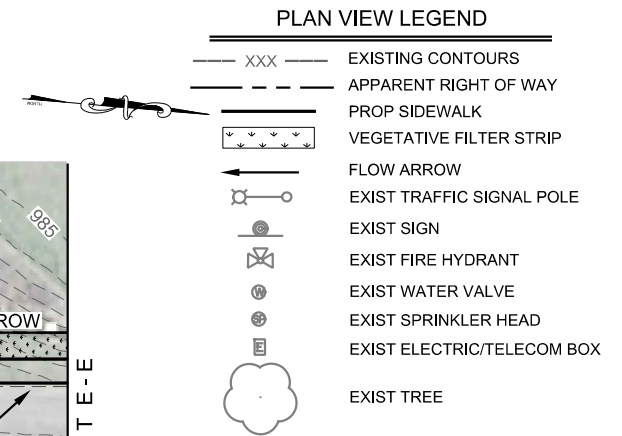 PLAN VIEW LEGEND
XXX EXISTING CONTOURS
APPARENT RIGHT OF WAY
NORTH
PROP SIDEWALK
VEGETATIVE FILTER STRIP
FLOW ARROW
EXIST TRAFFIC SIGNAL POLE
EXIST SIGN
EXIST FIRE HYDRANT
W EXIST WATER VALVE
EXIST SPRINKLER HEAD
E EXIST ELECTRIC/TELECOM BOX
EXIST TREE
985
ROW
T E - E